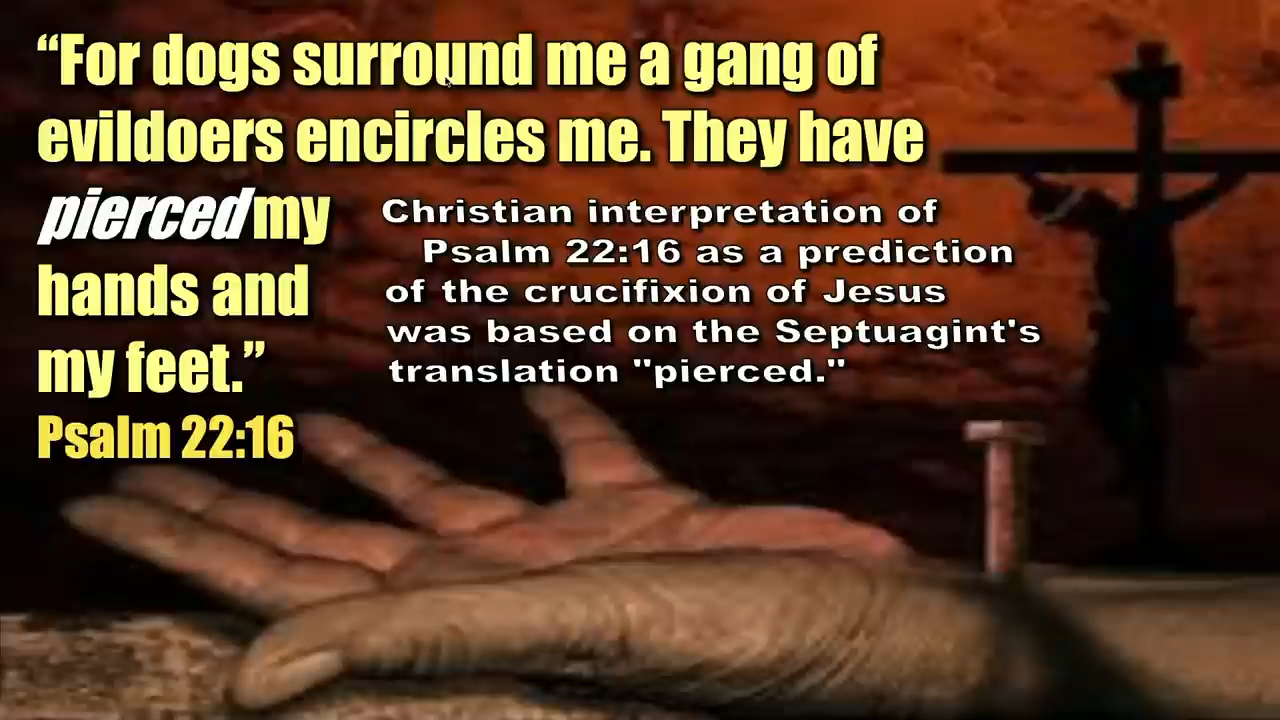 “For dogs surround me a gang of
evildoers encircles me. They have
pierced my
hands and
my feet.”
Psalm 22:16
Christian interpretation of
Psalm 22:16 as a prediction
of the crucifixion of Jesus
was based on the Septuagint's
translation "pierced."